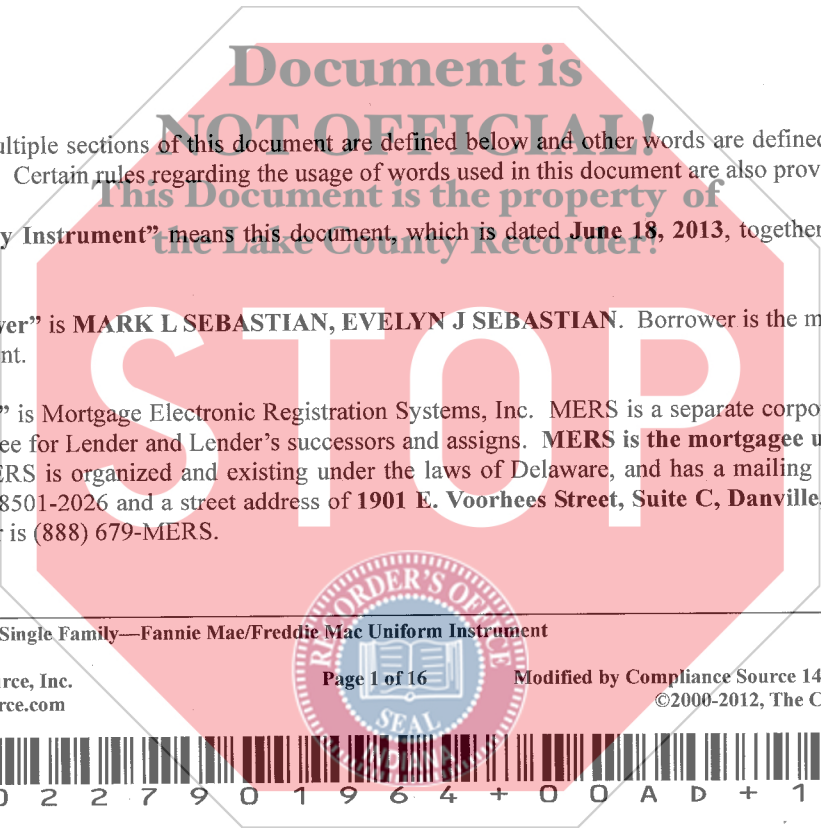 Document is
NOT OFFICIAL!
ultiple sections of this document are defined below and other words are defined
Certain rules regarding the usage of words used in this document are also prov
This Document is the property of
y Instrument” means this document, which is dated June 18, 2013, together
the Lake County Recorder!
ver” is MARK L SEBASTIAN, EVELYN J SEBASTIAN. Borrower is the m
nt.
STOP
” is Mortgage Electronic Registration Systems, Inc. MERS is a separate corpo
ee for Lender and Lender’s successors and assigns. MERS is the mortgagee u
ERS is organized and existing under the laws of Delaware, and has a mailing
8501-2026 and a street address of 1901 E. Voorhees Street, Suite C, Danville,
r is (888) 679-MERS.
RECORDER'S OFFICE
Single Family—Fannie Mae/Freddie Mac Uniform Instrument
rce, Inc. Page 1 of 16 Modified by Compliance Source 14
rce.com ©2000-2012, The C
SEAL
INDIANA
0 2 2 7 9 0 1 9 6 4 + 0 0 A D + 1